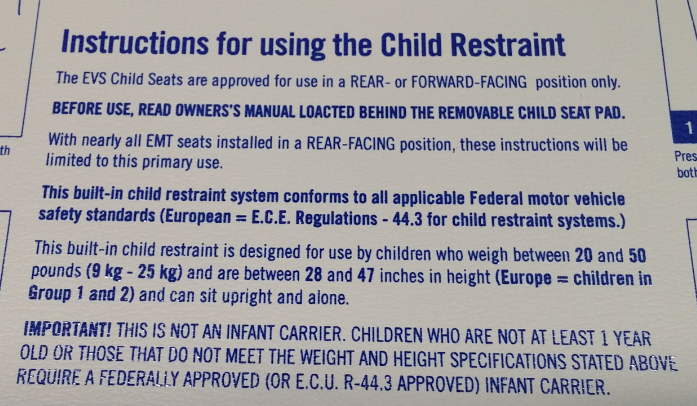 Instructions for using the Child Restraint
The EVS Child Seats are approved for use in a REAR- or FORWARD-FACING position only.
BEFORE USE, READ OWNERS'S MANUAL LOACTED BEHIND THE REMOVABLE CHILD SEAT PAD.
With nearly all EMT seats installed in a REAR-FACING position, these instructions will be
limited to this primary use.
This built-in child restraint system conforms to all applicable Federal motor vehicle
safety standards (European = E.C.E. Regulations - 44.3 for child restraint systems.)
This built-in child restraint is designed for use by children who weigh between 20 and 50
pounds (9 kg - 25 kg) and are between 28 and 47 inches in height (Europe = children in
Group 1 and 2) and can sit upright and alone.
IMPORTANT! THIS IS NOT AN INFANT CARRIER. CHILDREN WHO ARE NOT AT LEAST 1 YEAR
OLD OR THOSE THAT DO NOT MEET THE WEIGHT AND HEIGHT SPECIFICATIONS STATED ABOVE
REQUIRE A FEDERALLY APPROVED (OR E.C.U. R-44.3 APPROVED) INFANT CARRIER.
1